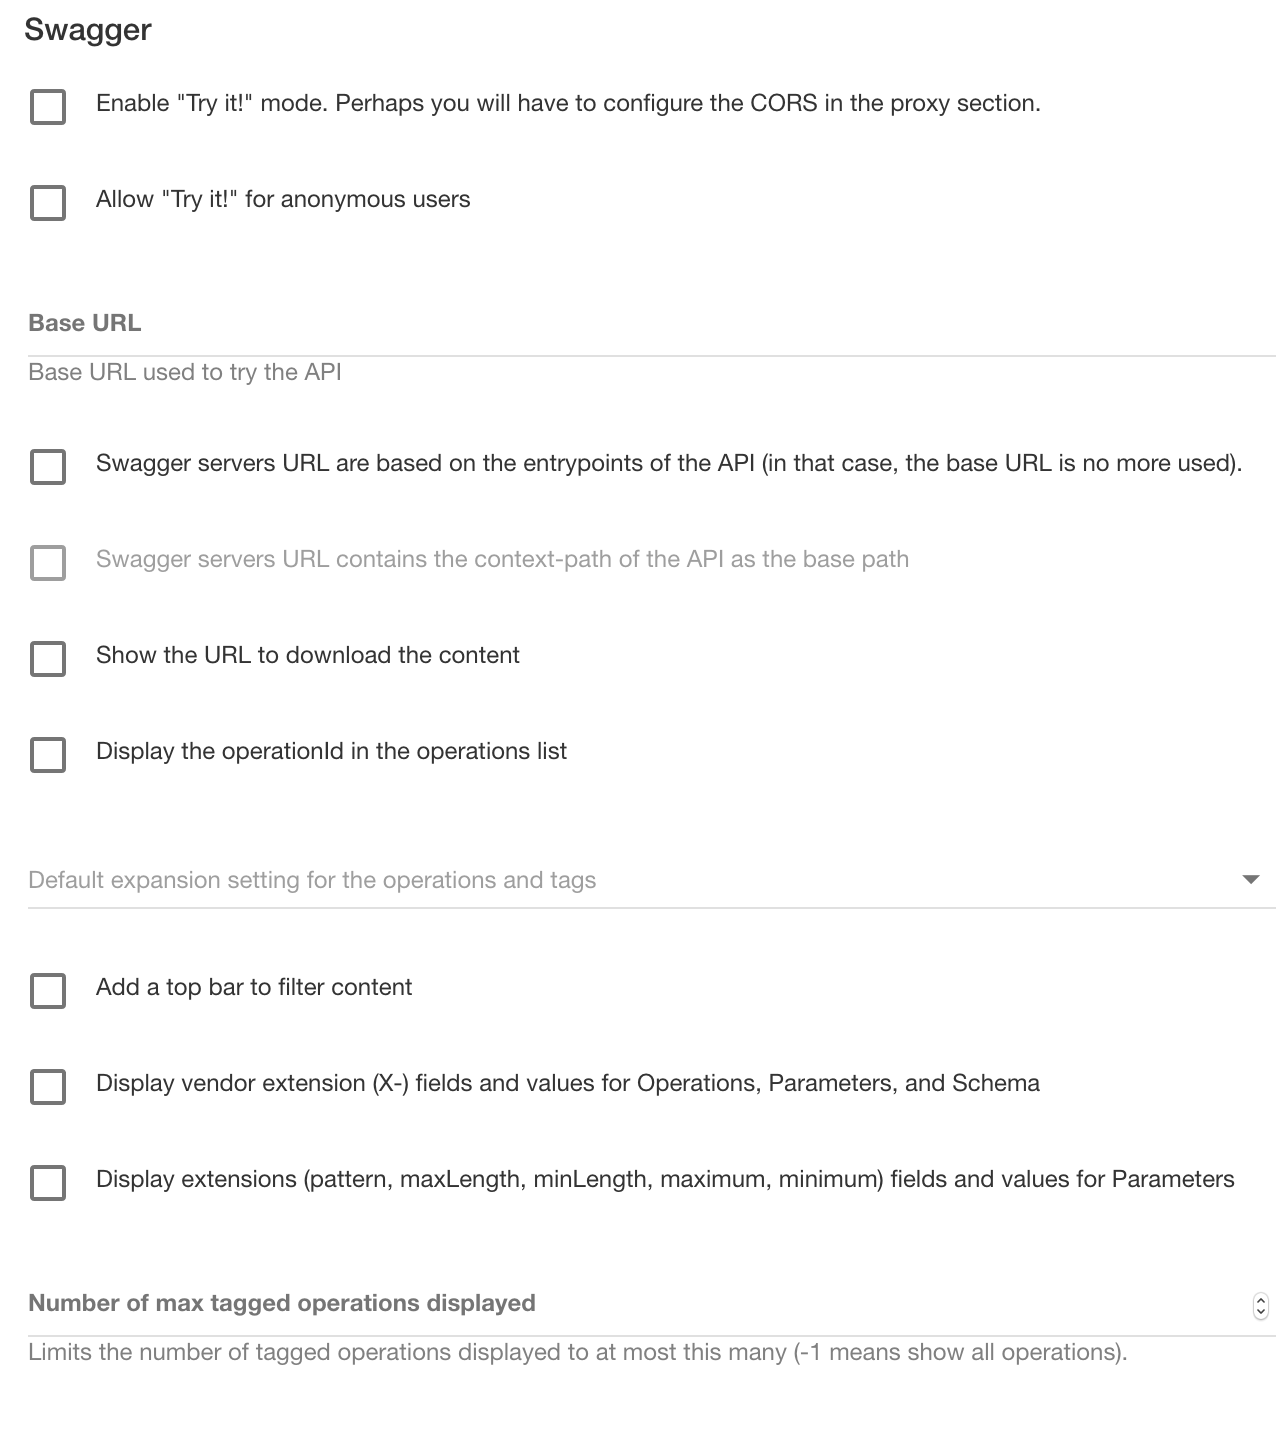 Swagger
Enable "Try it!" mode. Perhaps you will have to configure the CORS in the proxy section.
Allow "Try it!" for anonymous users
Base URL
Base URL used to try the API
Swagger servers URL are based on the entrypoints of the API (in that case, the base URL is no more used).
Swagger servers URL contains the context-path of the API as the base path
Show the URL to download the content
Display the operationId in the operations list
Default expansion setting for the operations and tags
Add a top bar to filter content
Display vendor extension (X-) fields and values for Operations, Parameters, and Schema
Display extensions (pattern, maxLength, minLength, maximum, minimum) fields and values for Parameters
Number of max tagged operations displayed
Limits the number of tagged operations displayed to at most this many (-1 means show all operations).